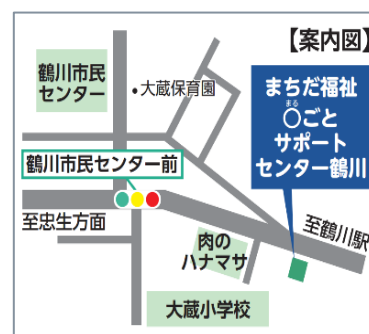 【案内図】
鶴川市民
センター
・大蔵保育園
まちだ福祉
まる
〇ごと
サポート
センター鶴川
鶴川市民センター前
至忠生方面
肉の
ハナマサ
至鶴川駅
大蔵小学校